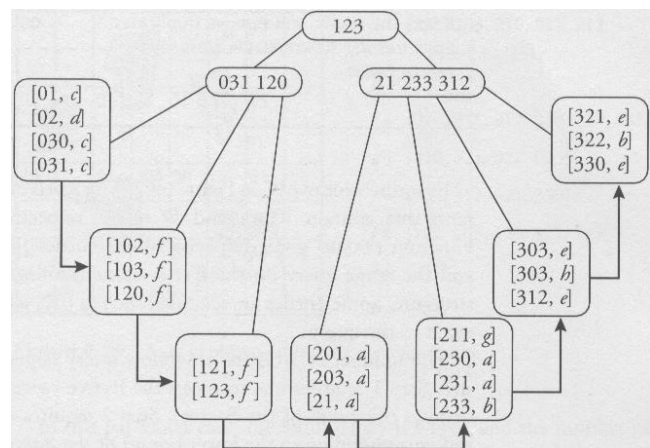 123
031 120
21 233 312
[01, c]
[02, d]
[030, c]
[031, c]
[321, e]
[322, b]
[330, e]
[102, f]
[103, f]
[120, f]
[303, e]
[303, b]
[312, e]
[121, f]
[123, f]
[201, a]
[203, a]
[21, a]
[211, g]
[230, a]
[231, a]
[233, b]